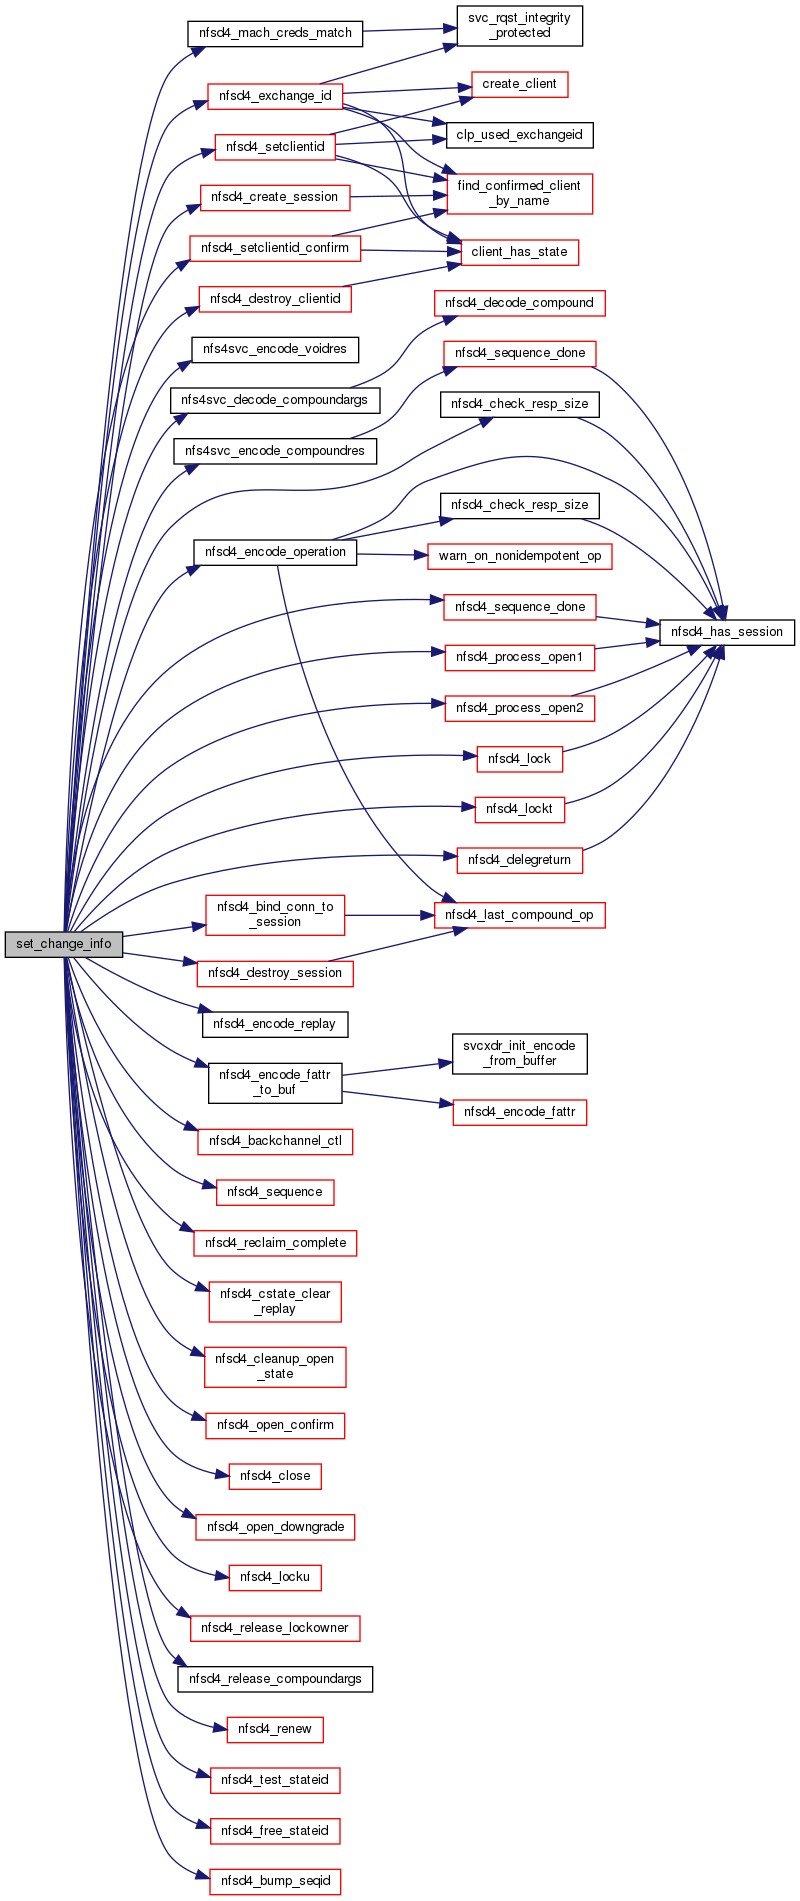 nfsd4_mach_creds_match
svc_rqst_integrity
_protected
nfsd4_exchange_id
create_client
nfsd4_setclientid
clp_used_exchangeid
nfsd4_create_session
find_confirmed_client
_by_name
nfsd4_setclientid_confirm
client_has_state
nfsd4_destroy_clientid
nfsd4_decode_compound
nfs4svc_encode_voidres
nfsd4_sequence_done
nfs4svc_decode_compoundargs
nfsd4_check_resp_size
nfs4svc_encode_compoundres
nfsd4_check_resp_size
nfsd4_encode_operation
warn_on_nonidempotent_op
nfsd4_sequence_done
nfsd4_has_session
nfsd4_process_open1
nfsd4_process_open2
nfsd4_lock
nfsd4_lockt
nfsd4_delegreturn
nfsd4_bind_conn_to
_session
nfsd4_last_compound_op
set_change_info
nfsd4_destroy_session
nfsd4_encode_replay
svcxdr_init_encode
_from_buffer
nfsd4_encode_fattr
_to_buf
nfsd4_encode_fattr
nfsd4_backchannel_ctl
nfsd4_sequence
nfsd4_reclaim_complete
nfsd4_cstate_clear
_replay
nfsd4_cleanup_open
_state
nfsd4_open_confirm
nfsd4_close
nfsd4_open_downgrade
nfsd4_locku
nfsd4_release_lockowner
nfsd4_release_compoundargs
nfsd4_renew
nfsd4_test_stateid
nfsd4_free_stateid
nfsd4_bump_seqid